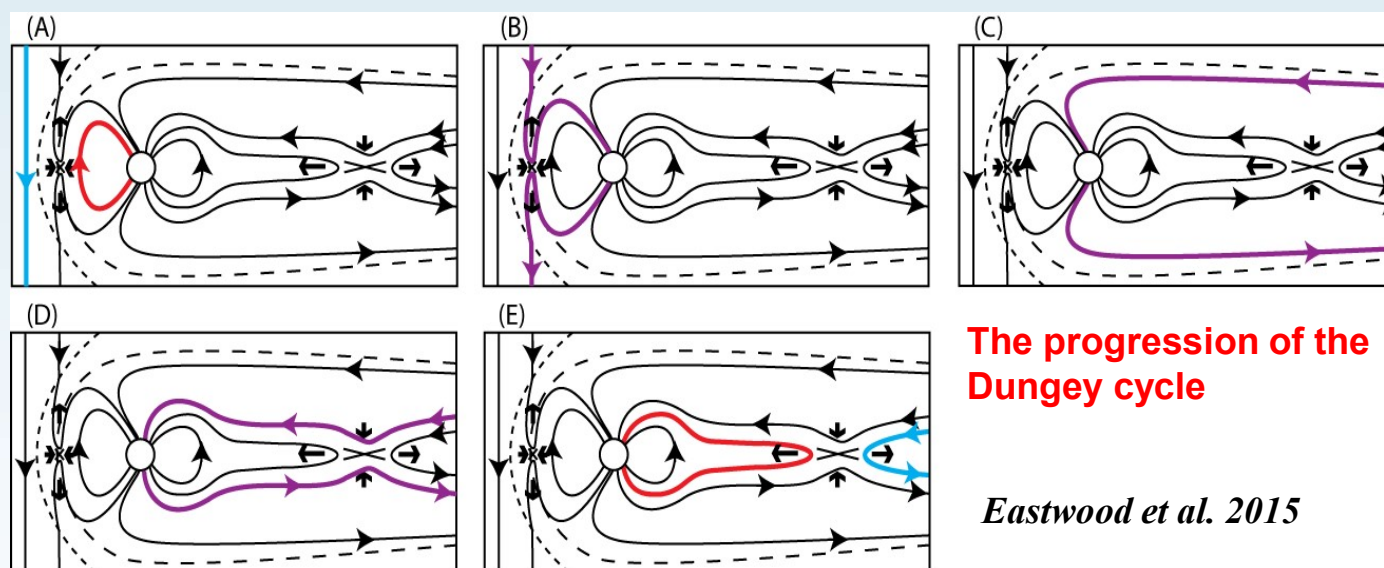 (A)
(B)
(C)
(D)
(E)
The progression of the
Dungey cycle
Eastwood et al. 2015